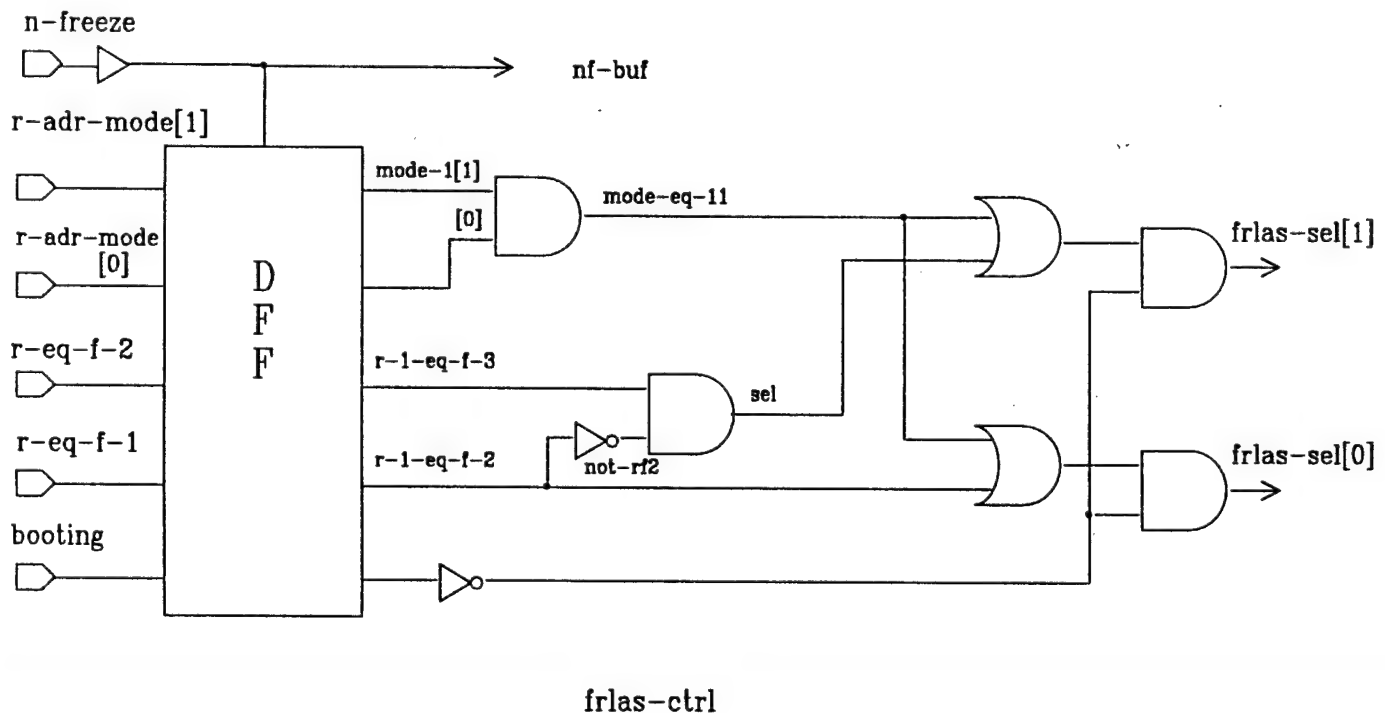 n-freeze
nf-buf
r-adr-mode[1]
mode-1[1]
[0]
mode-eq-11
frlas-sel[1]
r-adr-mode
[0]
D
F
F
r-eq-f-2
r-1-eq-f-3
sel
r-eq-f-1
r-1-eq-f-2
not-rf2
frlas-sel[0]
booting
frlas-ctrl